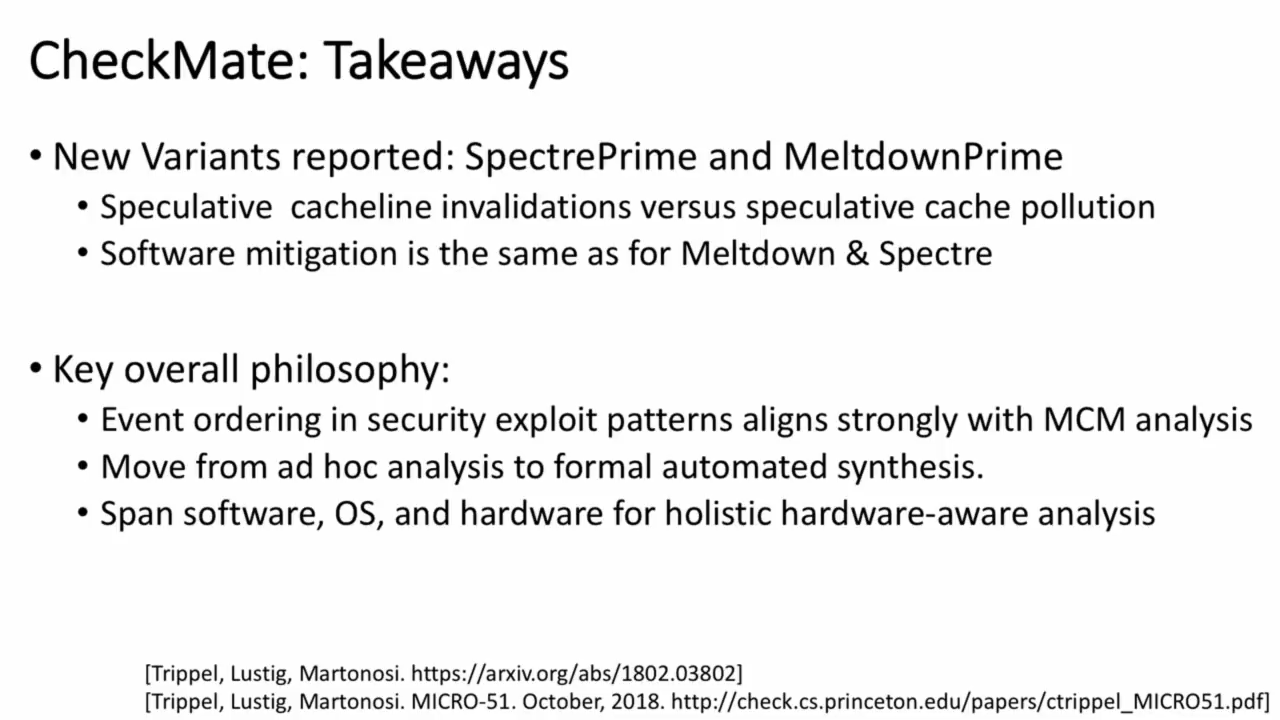 CheckMate: Takeaways
• New Variants reported: SpectrePrime and MeltdownPrime
• Speculative cacheline invalidations versus speculative cache pollution
• Software mitigation is the same as for Meltdown & Spectre
• Key overall philosophy:
• Event ordering in security exploit patterns aligns strongly with MCM analysis
• Move from ad hoc analysis to formal automated synthesis.
• Span software, OS, and hardware for holistic hardware-aware analysis
[Trippel, Lustig, Martonosi. https://arxiv.org/abs/1802.03802]
[Trippel, Lustig, Martonosi. MICRO-51. October, 2018. http://check.cs.princeton.edu/papers/ctrippel_MICRO51.pdf]